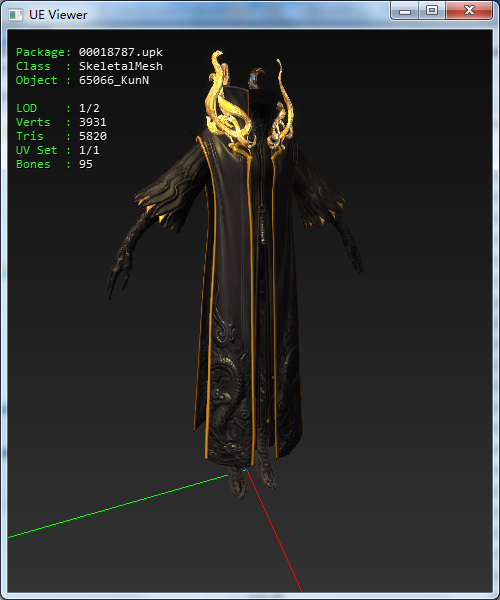 UE Viewer
Package: 00018787.upk
Class  : SkeletalMesh
Object : 65066_KunN
LOD    : 1/2
Verts  : 3931
Tris   : 5820
UV Set : 1/1
Bones  : 95